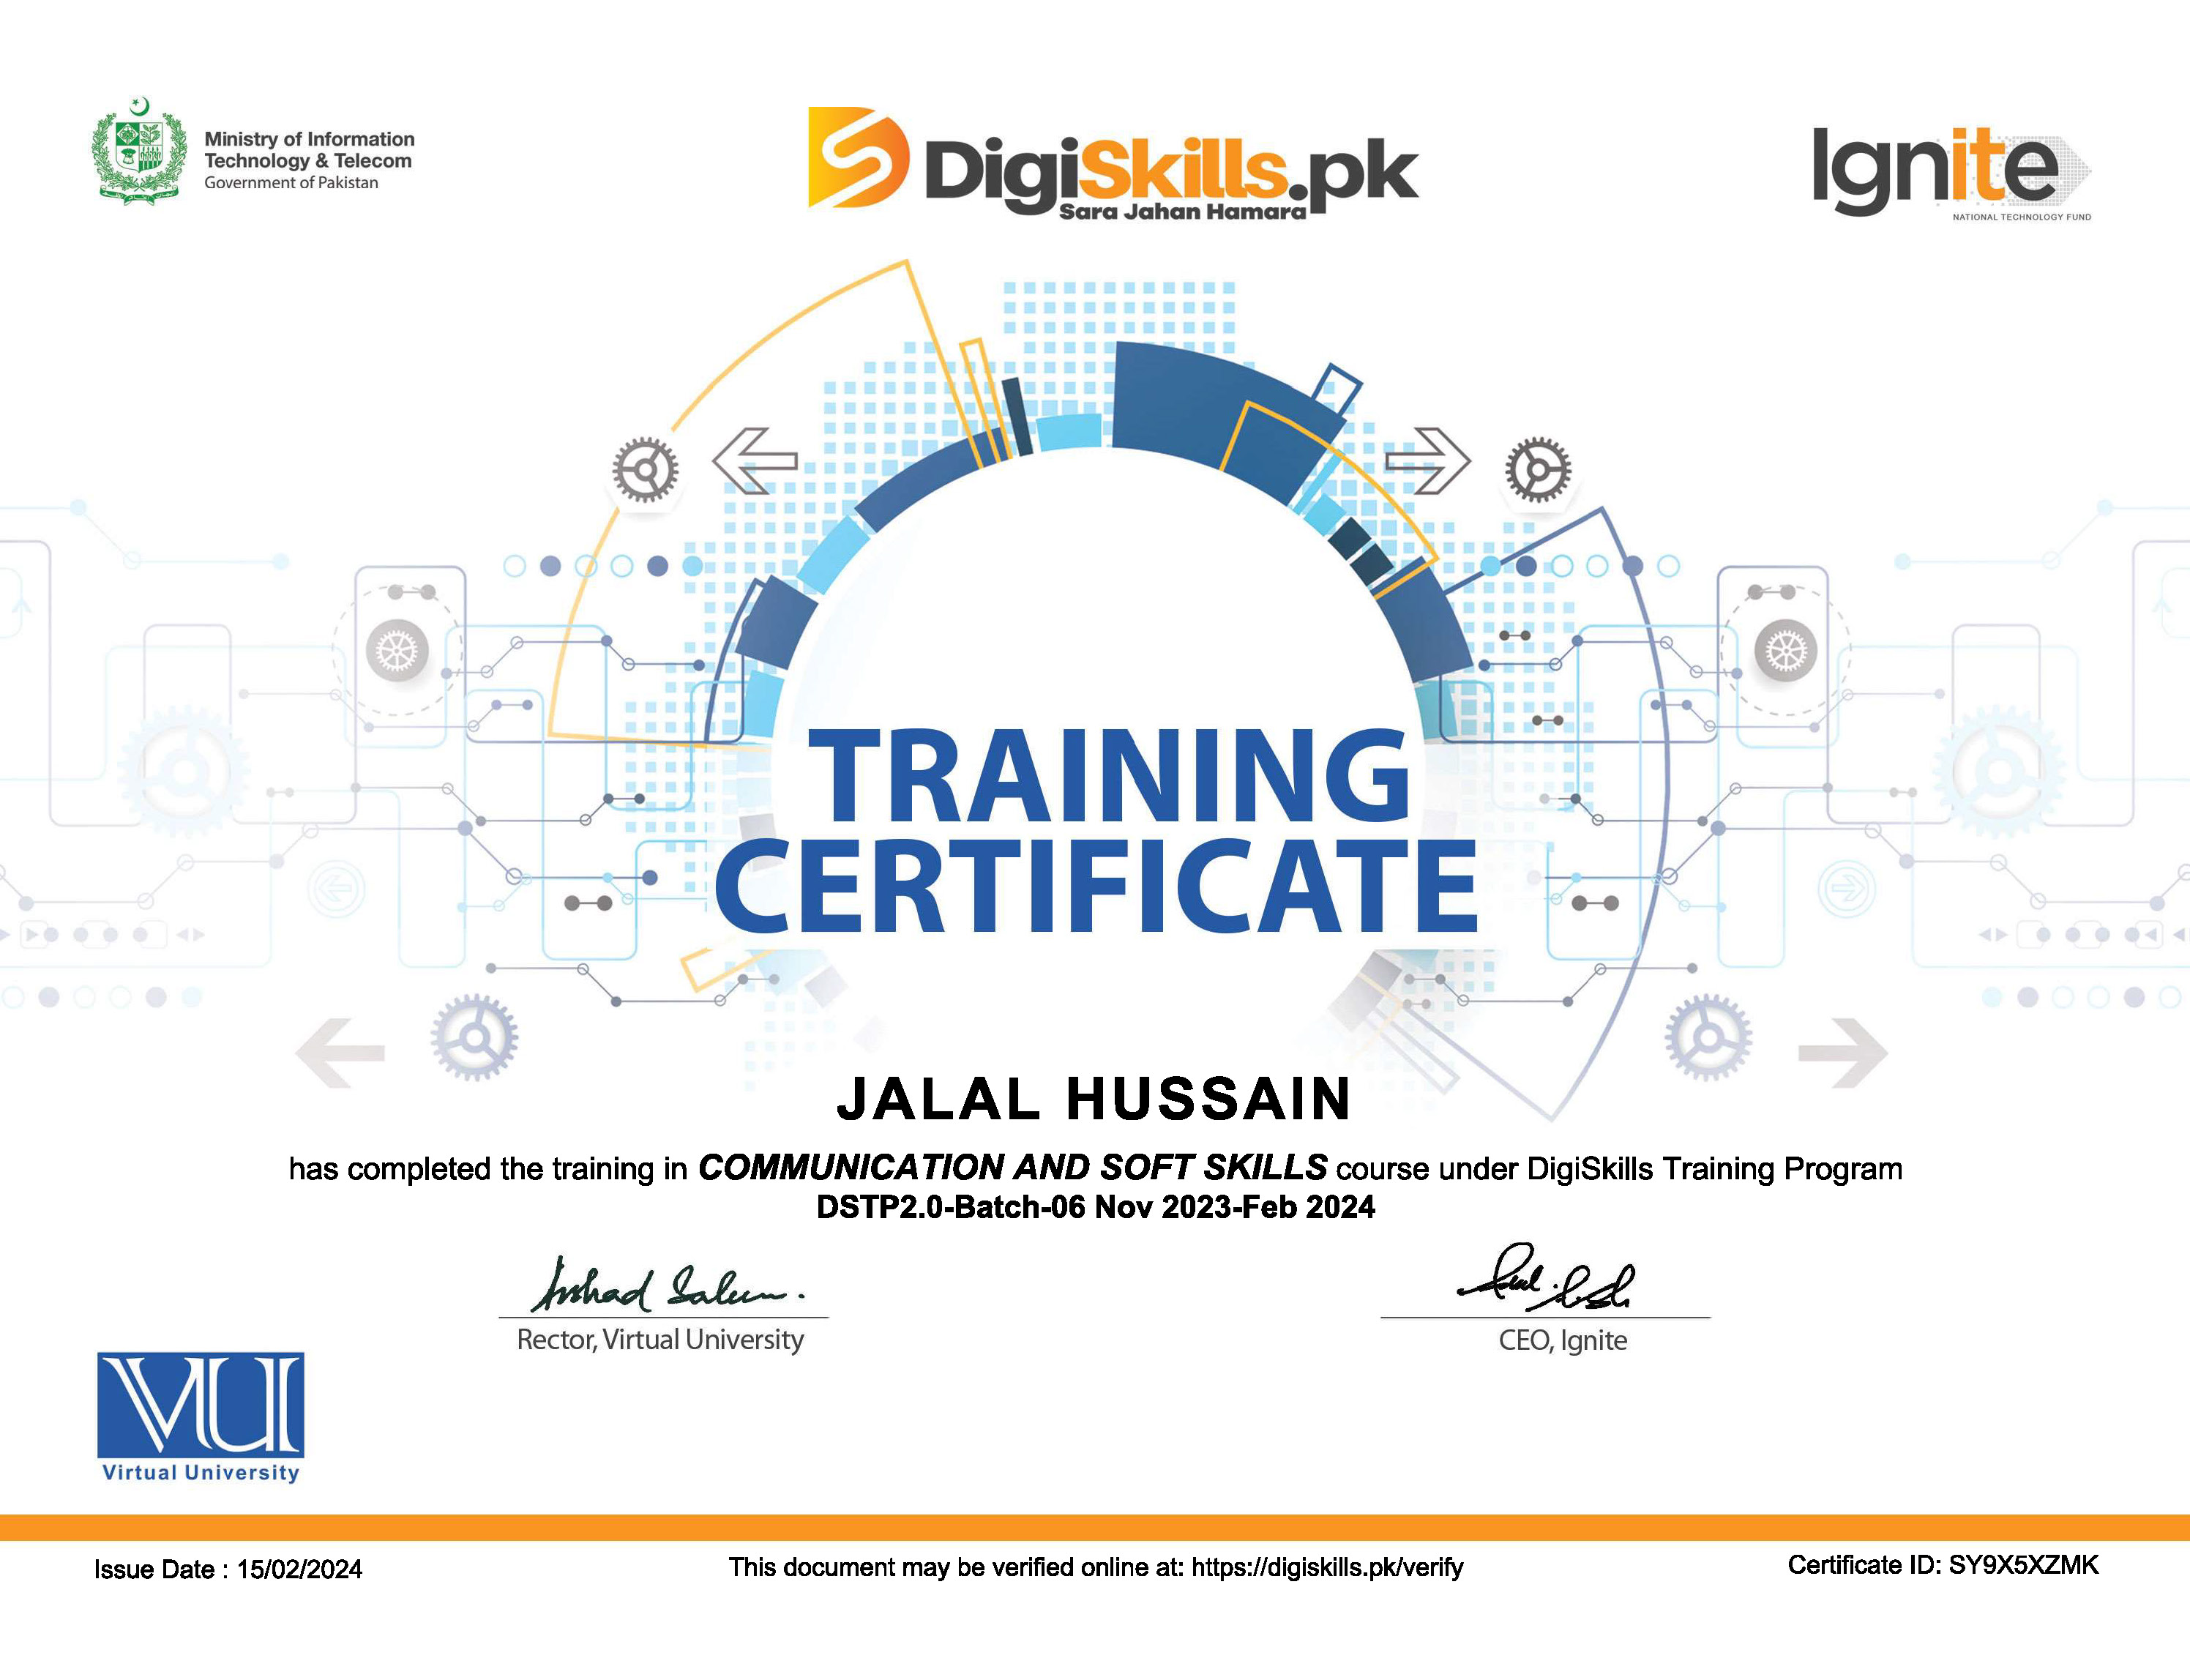 Ministry of Information
Technology & Telecom
Government of Pakistan
DigiSkills.pk
Sara Jahan Hamara
Ignite
NATIONAL TECHNOLOGY FUND
TRAINING
CERTIFICATE
JALAL HUSSAIN
has completed the training in COMMUNICATION AND SOFT SKILLS course under DigiSkills Training Program
DSTP2.0-Batch-06 Nov 2023-Feb 2024
Arshad Saleem.
Rector, Virtual University
CEO, Ignite
VU
Virtual University
Issue Date : 15/02/2024
This document may be verified online at: https://digiskills.pk/verify
Certificate ID: SY9X5XZMK